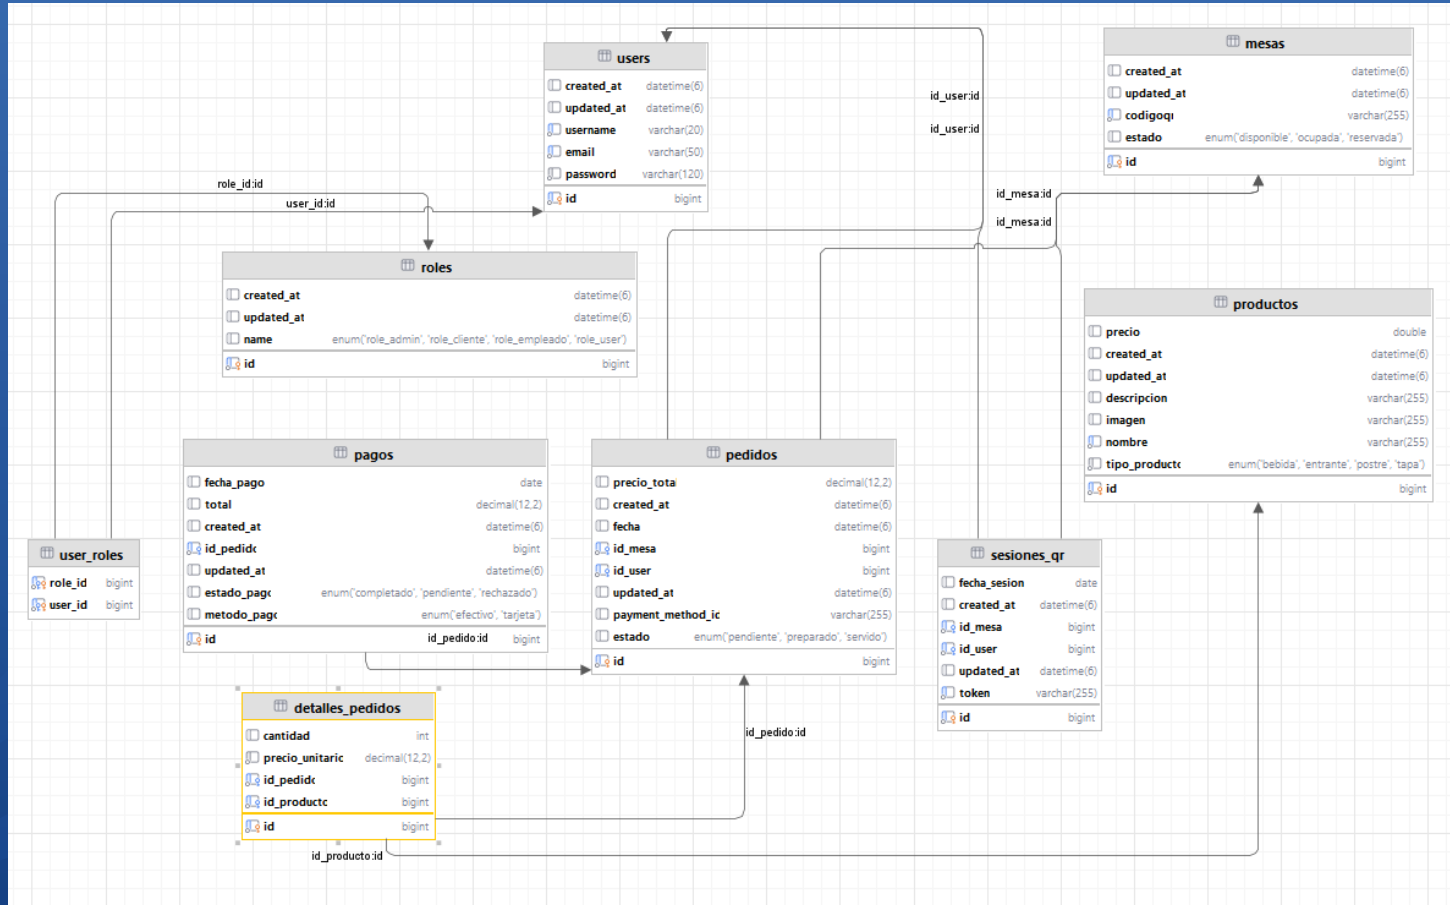 users
created_at datetime(6)
updated_at datetime(6)
username varchar(20)
email varchar(50)
password varchar(120)
id bigint
mesas
created_at datetime(6)
updated_at datetime(6)
codigoqr varchar(255)
estado enum('disponible', 'ocupada', 'reservada')
id bigint
id_user:id
id_user:id
role_id:id
user_id:id
id_mesa:id
id_mesa:id
roles
created_at datetime(6)
updated_at datetime(6)
name enum('role_admin', 'role_cliente', 'role_empleado', 'role_user')
id bigint
productos
precio double
created_at datetime(6)
updated_at datetime(6)
descripcion varchar(255)
imagen varchar(255)
nombre varchar(255)
tipo_producto enum('bebida', 'entrante', 'postre', 'tapa')
id bigint
pagos
fecha_pago date
total decimal(12,2)
created_at datetime(6)
id_pedido bigint
updated_at datetime(6)
estado_pago enum('completado', 'pendiente', 'rechazado')
metodo_pago enum('efectivo', 'tarjeta')
id bigint
id_pedido:id
pedidos
precio_total decimal(12,2)
created_at datetime(6)
fecha datetime(6)
id_mesa bigint
id_user bigint
updated_at datetime(6)
payment_method_id varchar(255)
estado enum('pendiente', 'preparado', 'servido')
id bigint
user_roles
role_id bigint
user_id bigint
sesiones_qr
fecha_sesion date
created_at datetime(6)
id_mesa bigint
id_user bigint
updated_at datetime(6)
token varchar(255)
id bigint
detalles_pedidos
cantidad int
precio_unitario decimal(12,2)
id_pedido bigint
id_producto bigint
id bigint
id_pedido:id
id_producto:id